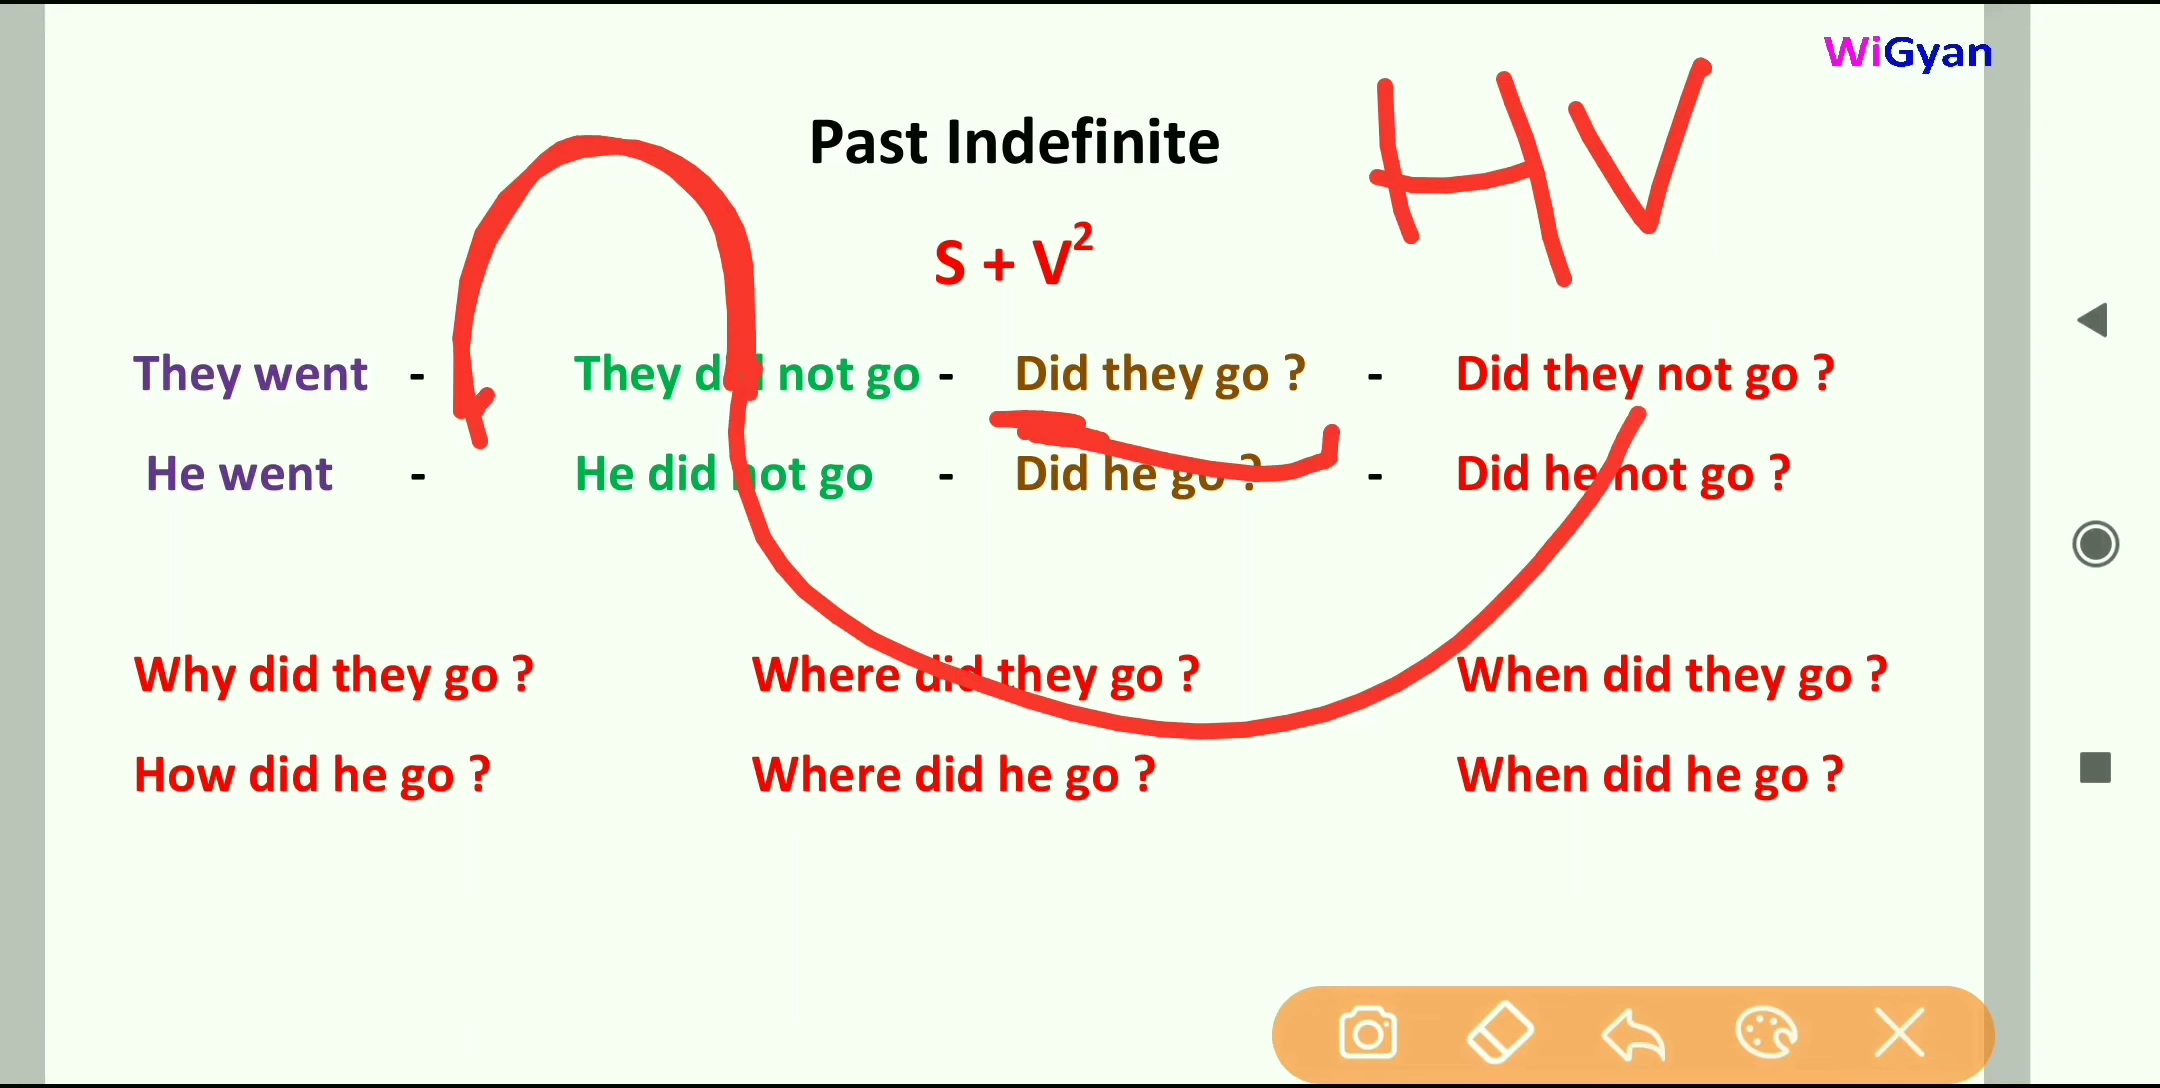 WiGyan
HV
Past Indefinite
S + V²
They went - They did not go - Did they go ? - Did they not go ?
He went - He did not go - Did he go ? - Did he not go ?
Why did they go ? Where did they go ? When did they go ?
How did he go ? Where did he go ? When did he go ?